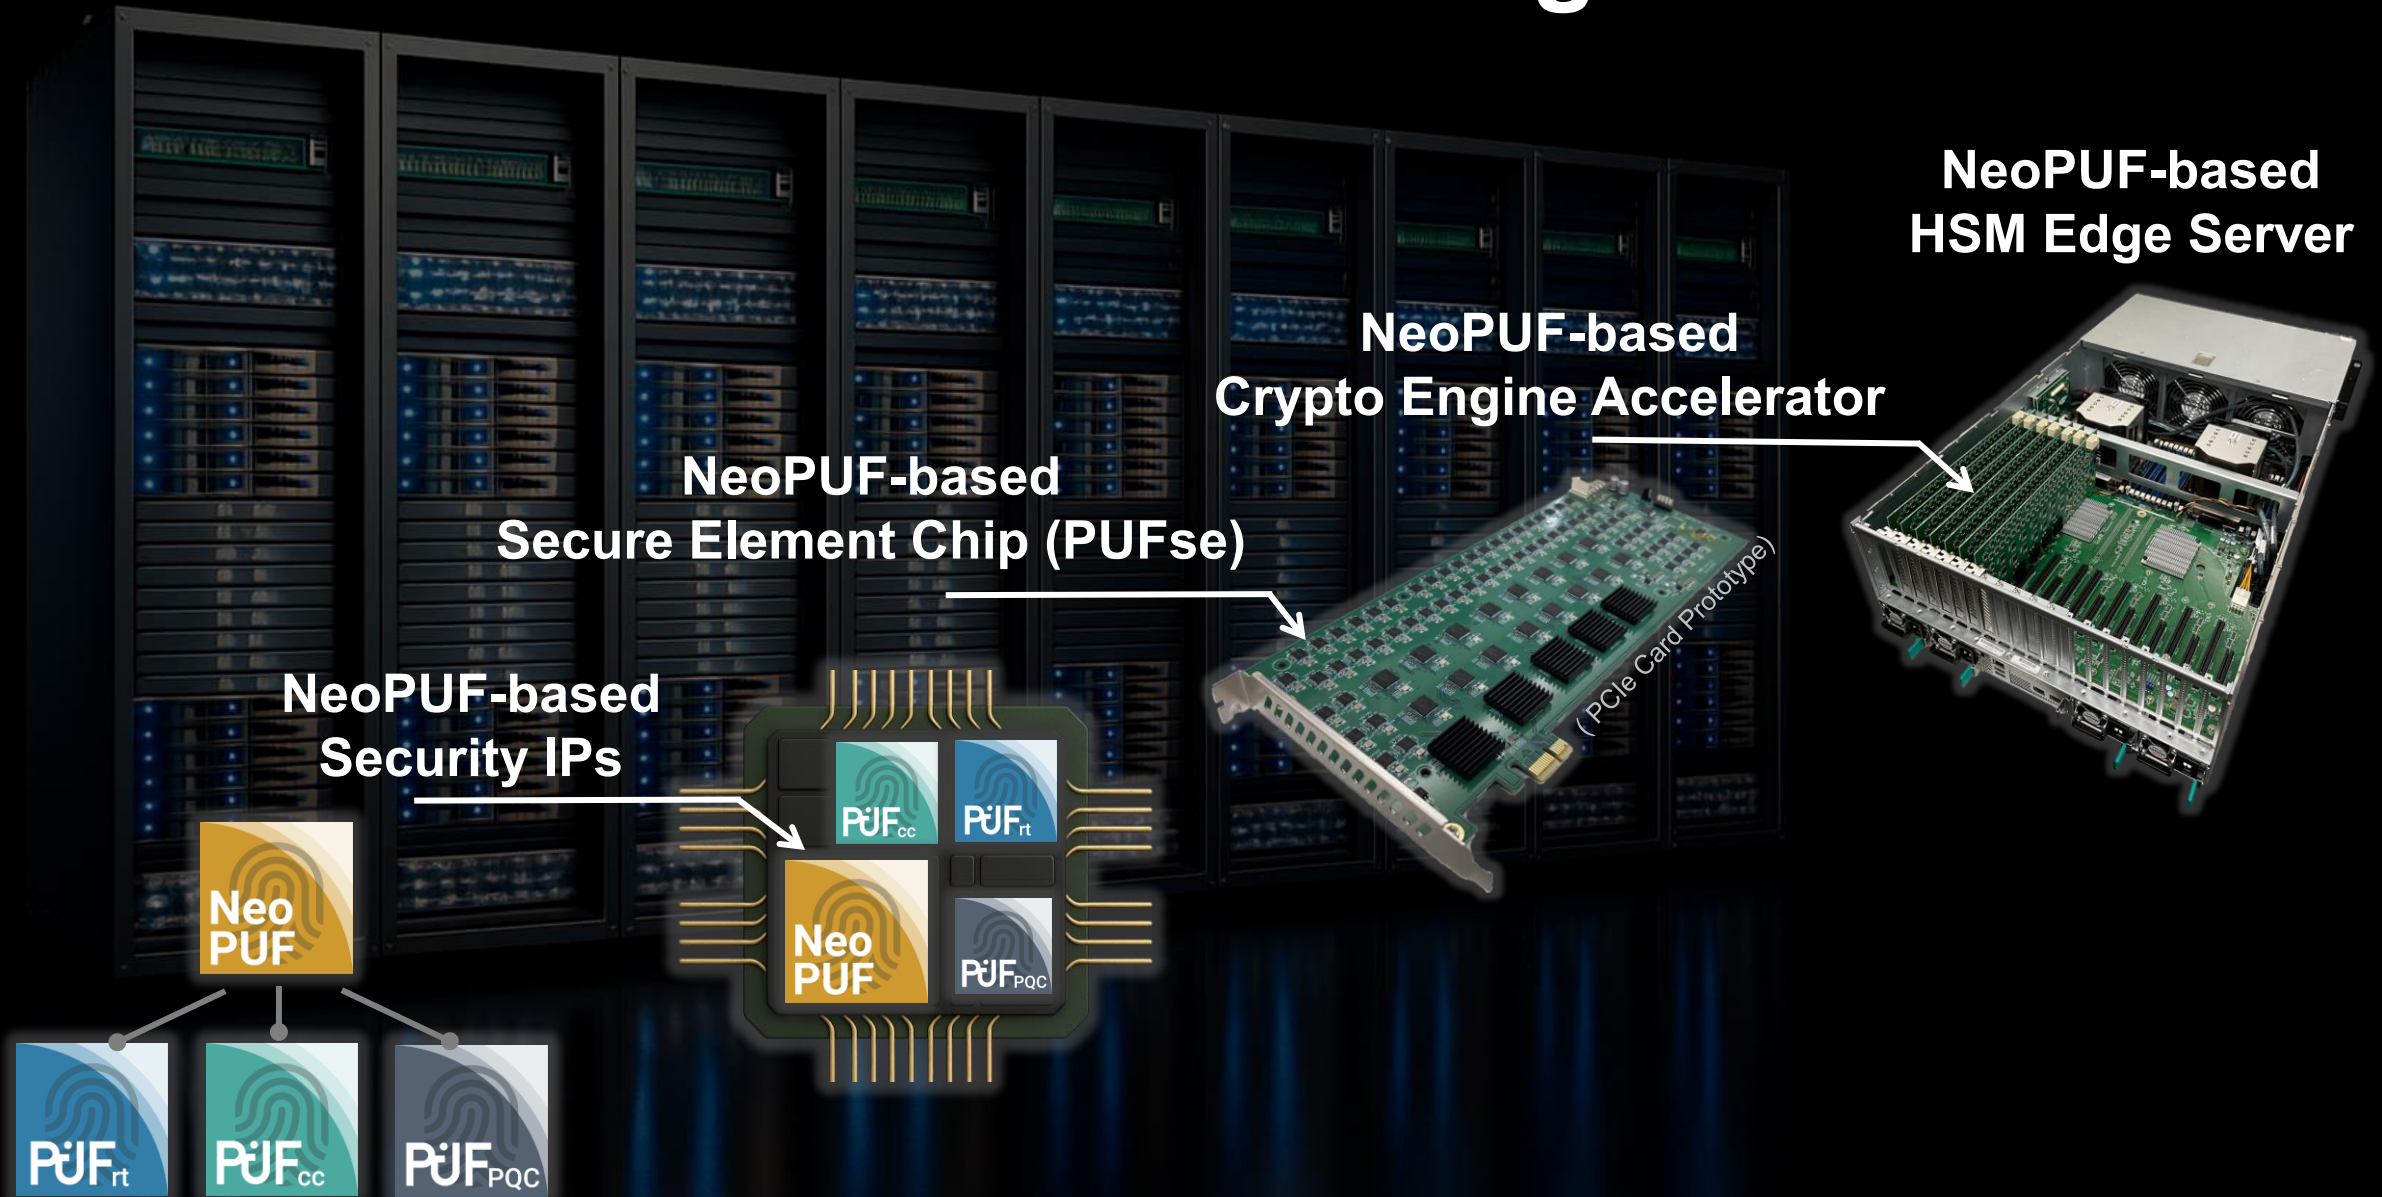 NeoPUF-based
HSM Edge Server
NeoPUF-based
Crypto Engine Accelerator
NeoPUF-based
Secure Element Chip (PUFse)
( PCIe Card Prototype)
NeoPUF-based
Security IPs
PUFcc
PUFrt
Neo
PUF
Neo
PUF
PUFPQC
PUFrt
PUFcc
PUFPQC